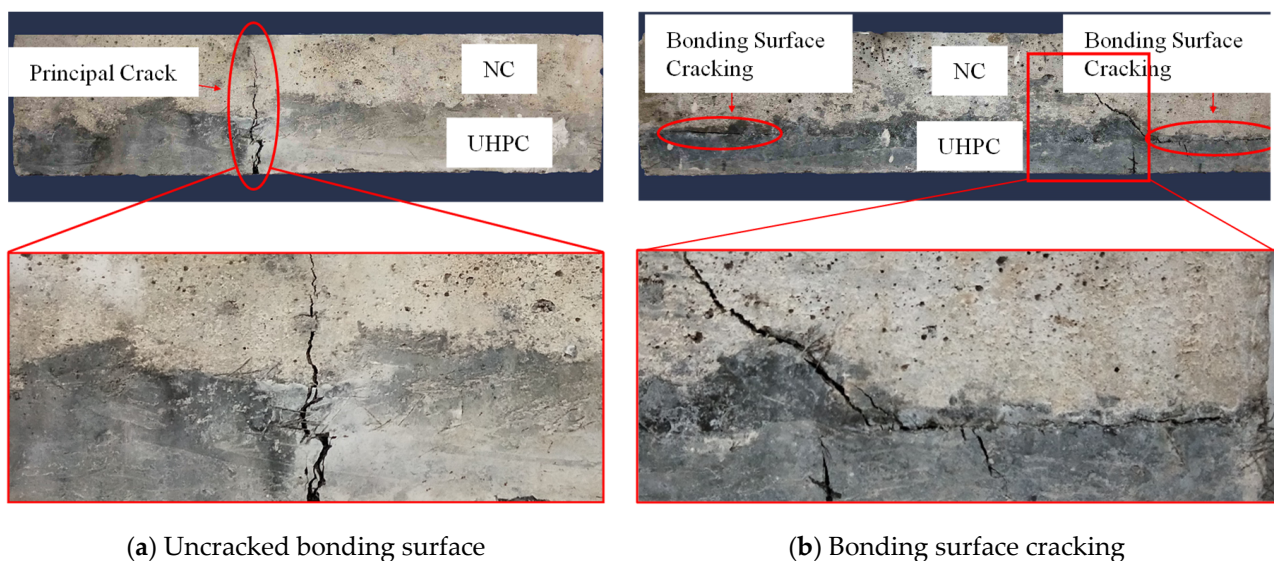 Principal Crack
NC
UHPC
Bonding Surface
Cracking
NC
Bonding Surface
Cracking
UHPC
(a) Uncracked bonding surface
(b) Bonding surface cracking